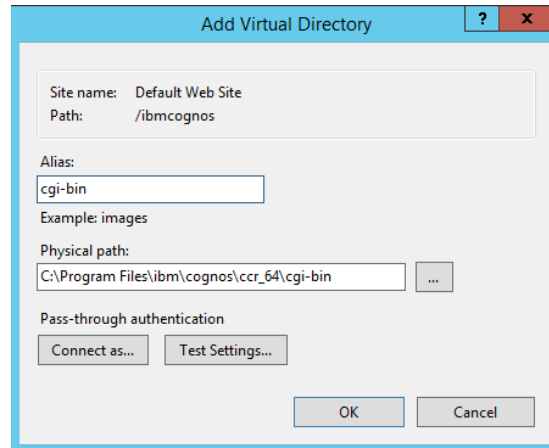 Add Virtual Directory
? x
Site name: Default Web Site
Path: /ibmcognos
Alias:
cgi-bin
Example: images
Physical path:
C:\Program Files\ibm\cognos\ccr_64\cgi-bin
...
Pass-through authentication
Connect as... Test Settings...
OK Cancel